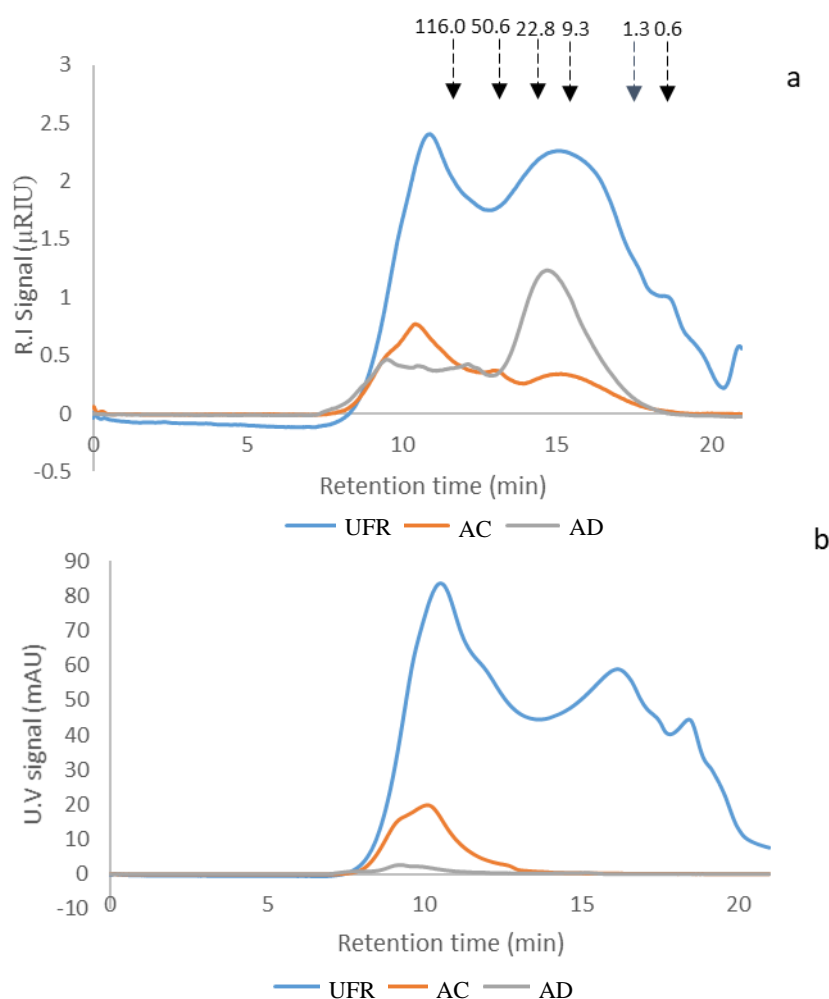 116.0 50.6 22.8 9.3 1.3 0.6
a
3
2.5
2
1.5
1
0.5
0
-0.5
R.I Signal (μRIU)
0 5 10 15 20
Retention time (min)
UFR AC AD
b
90
80
70
60
50
40
30
20
10
0
-10
U.V signal (mAU)
0 5 10 15 20
Retention time (min)
UFR AC AD